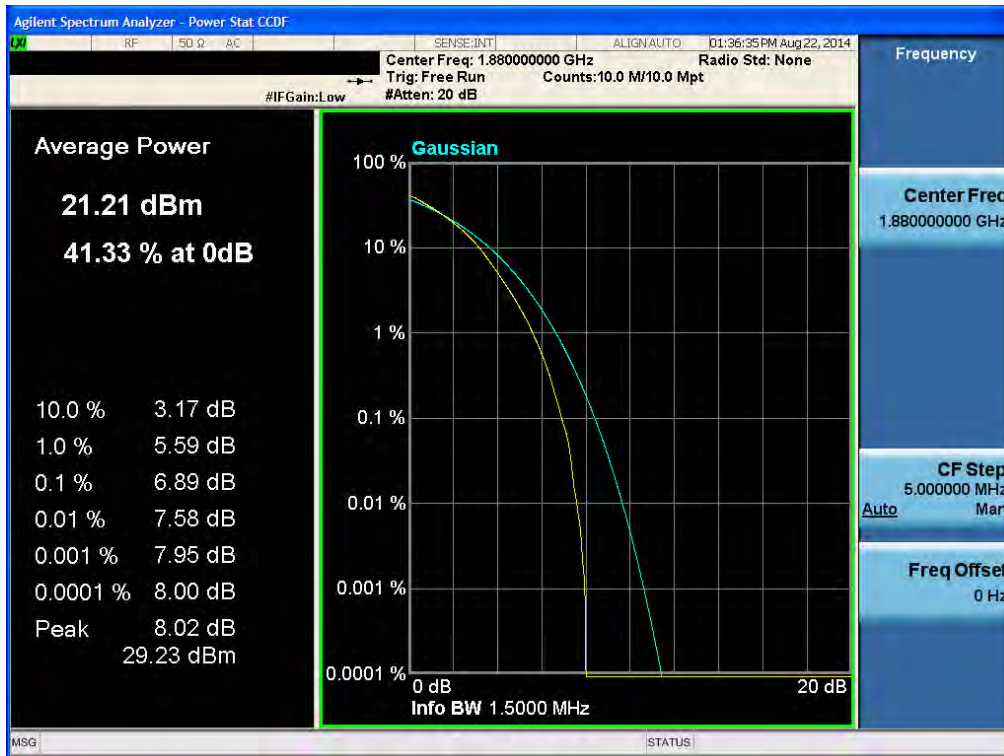 Agilent Spectrum Analyzer - Power Stat CCDF
LXI RF 50 Ω AC SENSE:INT ALIGN AUTO 01:36:35 PM Aug 22, 2014
Center Freq: 1.880000000 GHz Radio Std: None
Trig: Free Run Counts:10.0 M/10.0 Mpt
#IFGain:Low #Atten: 20 dB
Average Power
21.21 dBm
41.33 % at 0dB
10.0 % 3.17 dB
1.0 % 5.59 dB
0.1 % 6.89 dB
0.01 % 7.58 dB
0.001 % 7.95 dB
0.0001 % 8.00 dB
Peak 8.02 dB
29.23 dBm
Gaussian
100 %
10 %
1 %
0.1 %
0.01 %
0.001 %
0.0001 %
0 dB 20 dB
Info BW 1.5000 MHz
Frequency
Center Freq
1.880000000 GHz
CF Step
5.000000 MHz
Auto Man
Freq Offset
0 Hz
MSG STATUS